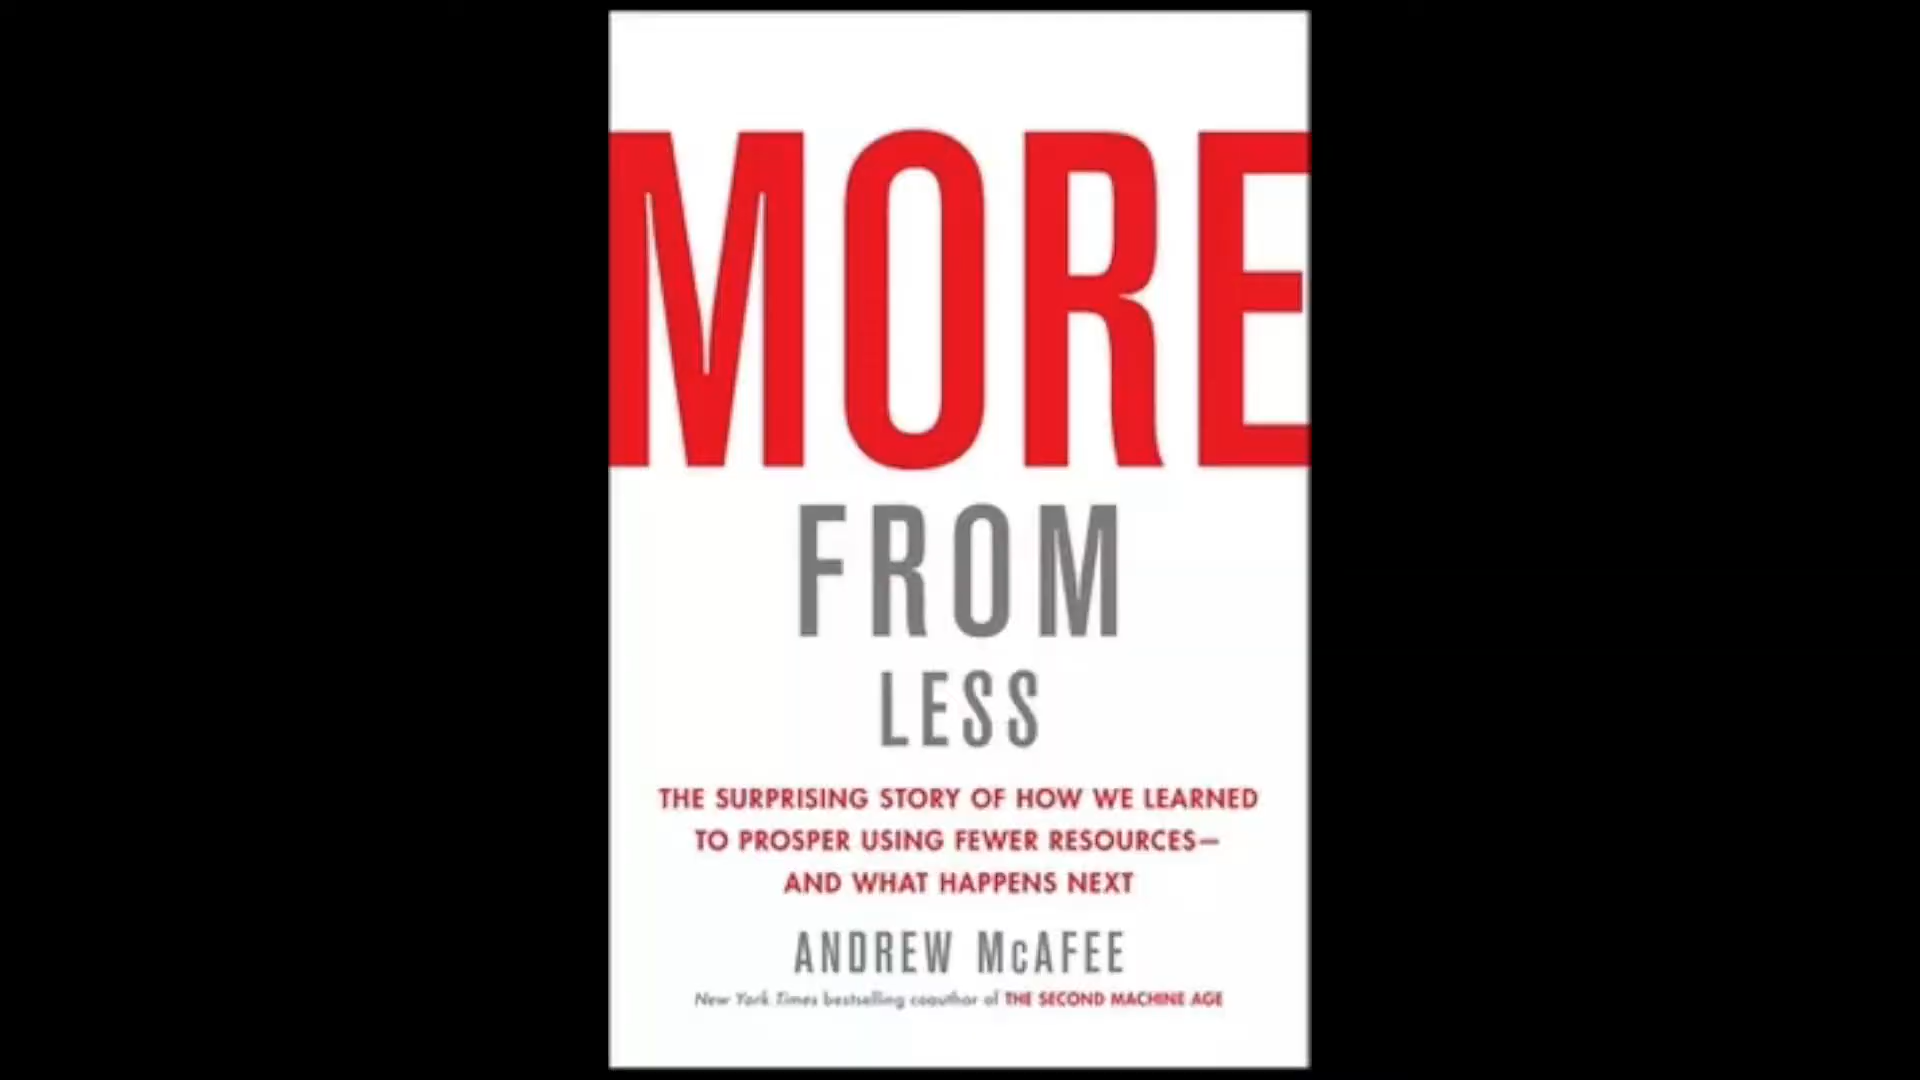 MORE
FROM
LESS
THE SURPRISING STORY OF HOW WE LEARNED
TO PROSPER USING FEWER RESOURCES—
AND WHAT HAPPENS NEXT
ANDREW McAFEE
New York Times bestselling coauthor of THE SECOND MACHINE AGE